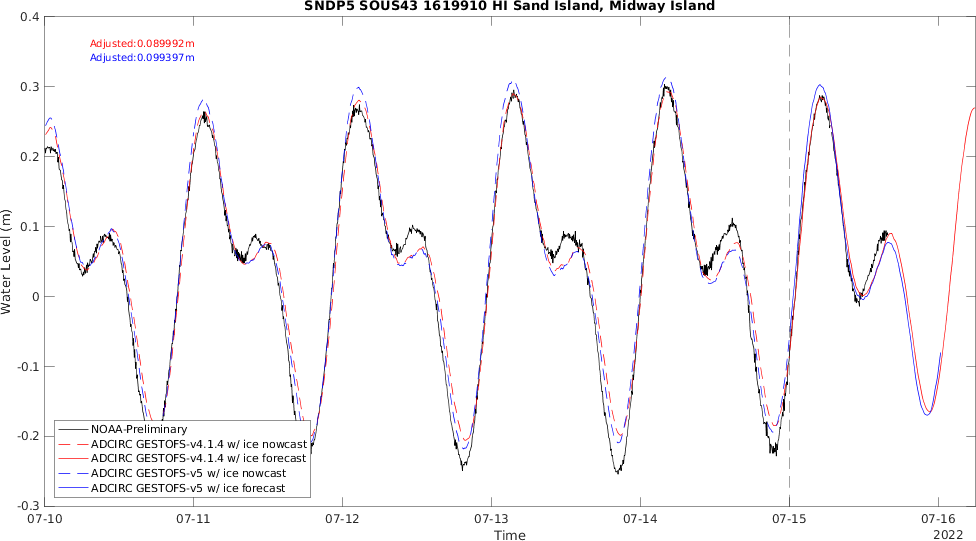 SNDP5 SOUS43 1619910 HI Sand Island, Midway Island
0.4
Adjusted:0.089992m
Adjusted:0.099397m
0.3
0.2
0.1
0
-0.1
-0.2
-0.3
Water Level (m)
NOAA-Preliminary
ADCIRC GESTOFS-v4.1.4 w/ ice nowcast
ADCIRC GESTOFS-v4.1.4 w/ ice forecast
ADCIRC GESTOFS-v5 w/ ice nowcast
ADCIRC GESTOFS-v5 w/ ice forecast
07-10 07-11 07-12 07-13 07-14 07-15 07-16
Time
2022